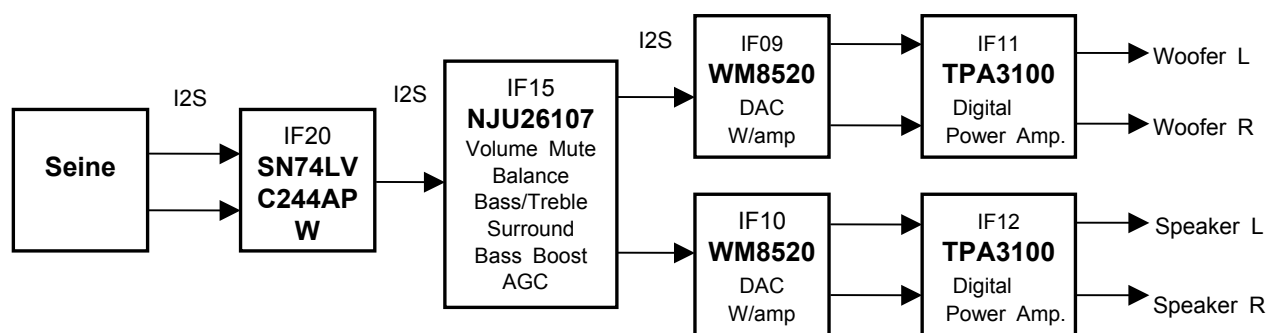 Seine
I2S
IF20
SN74LV
C244AP
W
I2S
IF15
NJU26107
Volume Mute
Balance
Bass/Treble
Surround
Bass Boost
AGC
I2S
IF09
WM8520
DAC
W/amp
IF11
TPA3100
Digital
Power Amp.
Woofer L
Woofer R
IF10
WM8520
DAC
W/amp
IF12
TPA3100
Digital
Power Amp.
Speaker L
Speaker R